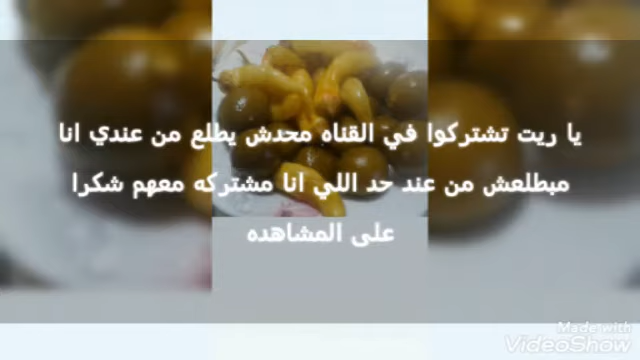 يا ريت تشتركوا في القناه محدش يطلع من عندي انا
مبطلعش من عند حد اللي انا مشتركه معهم شكرا
على المشاهده
Made with
VideoShow